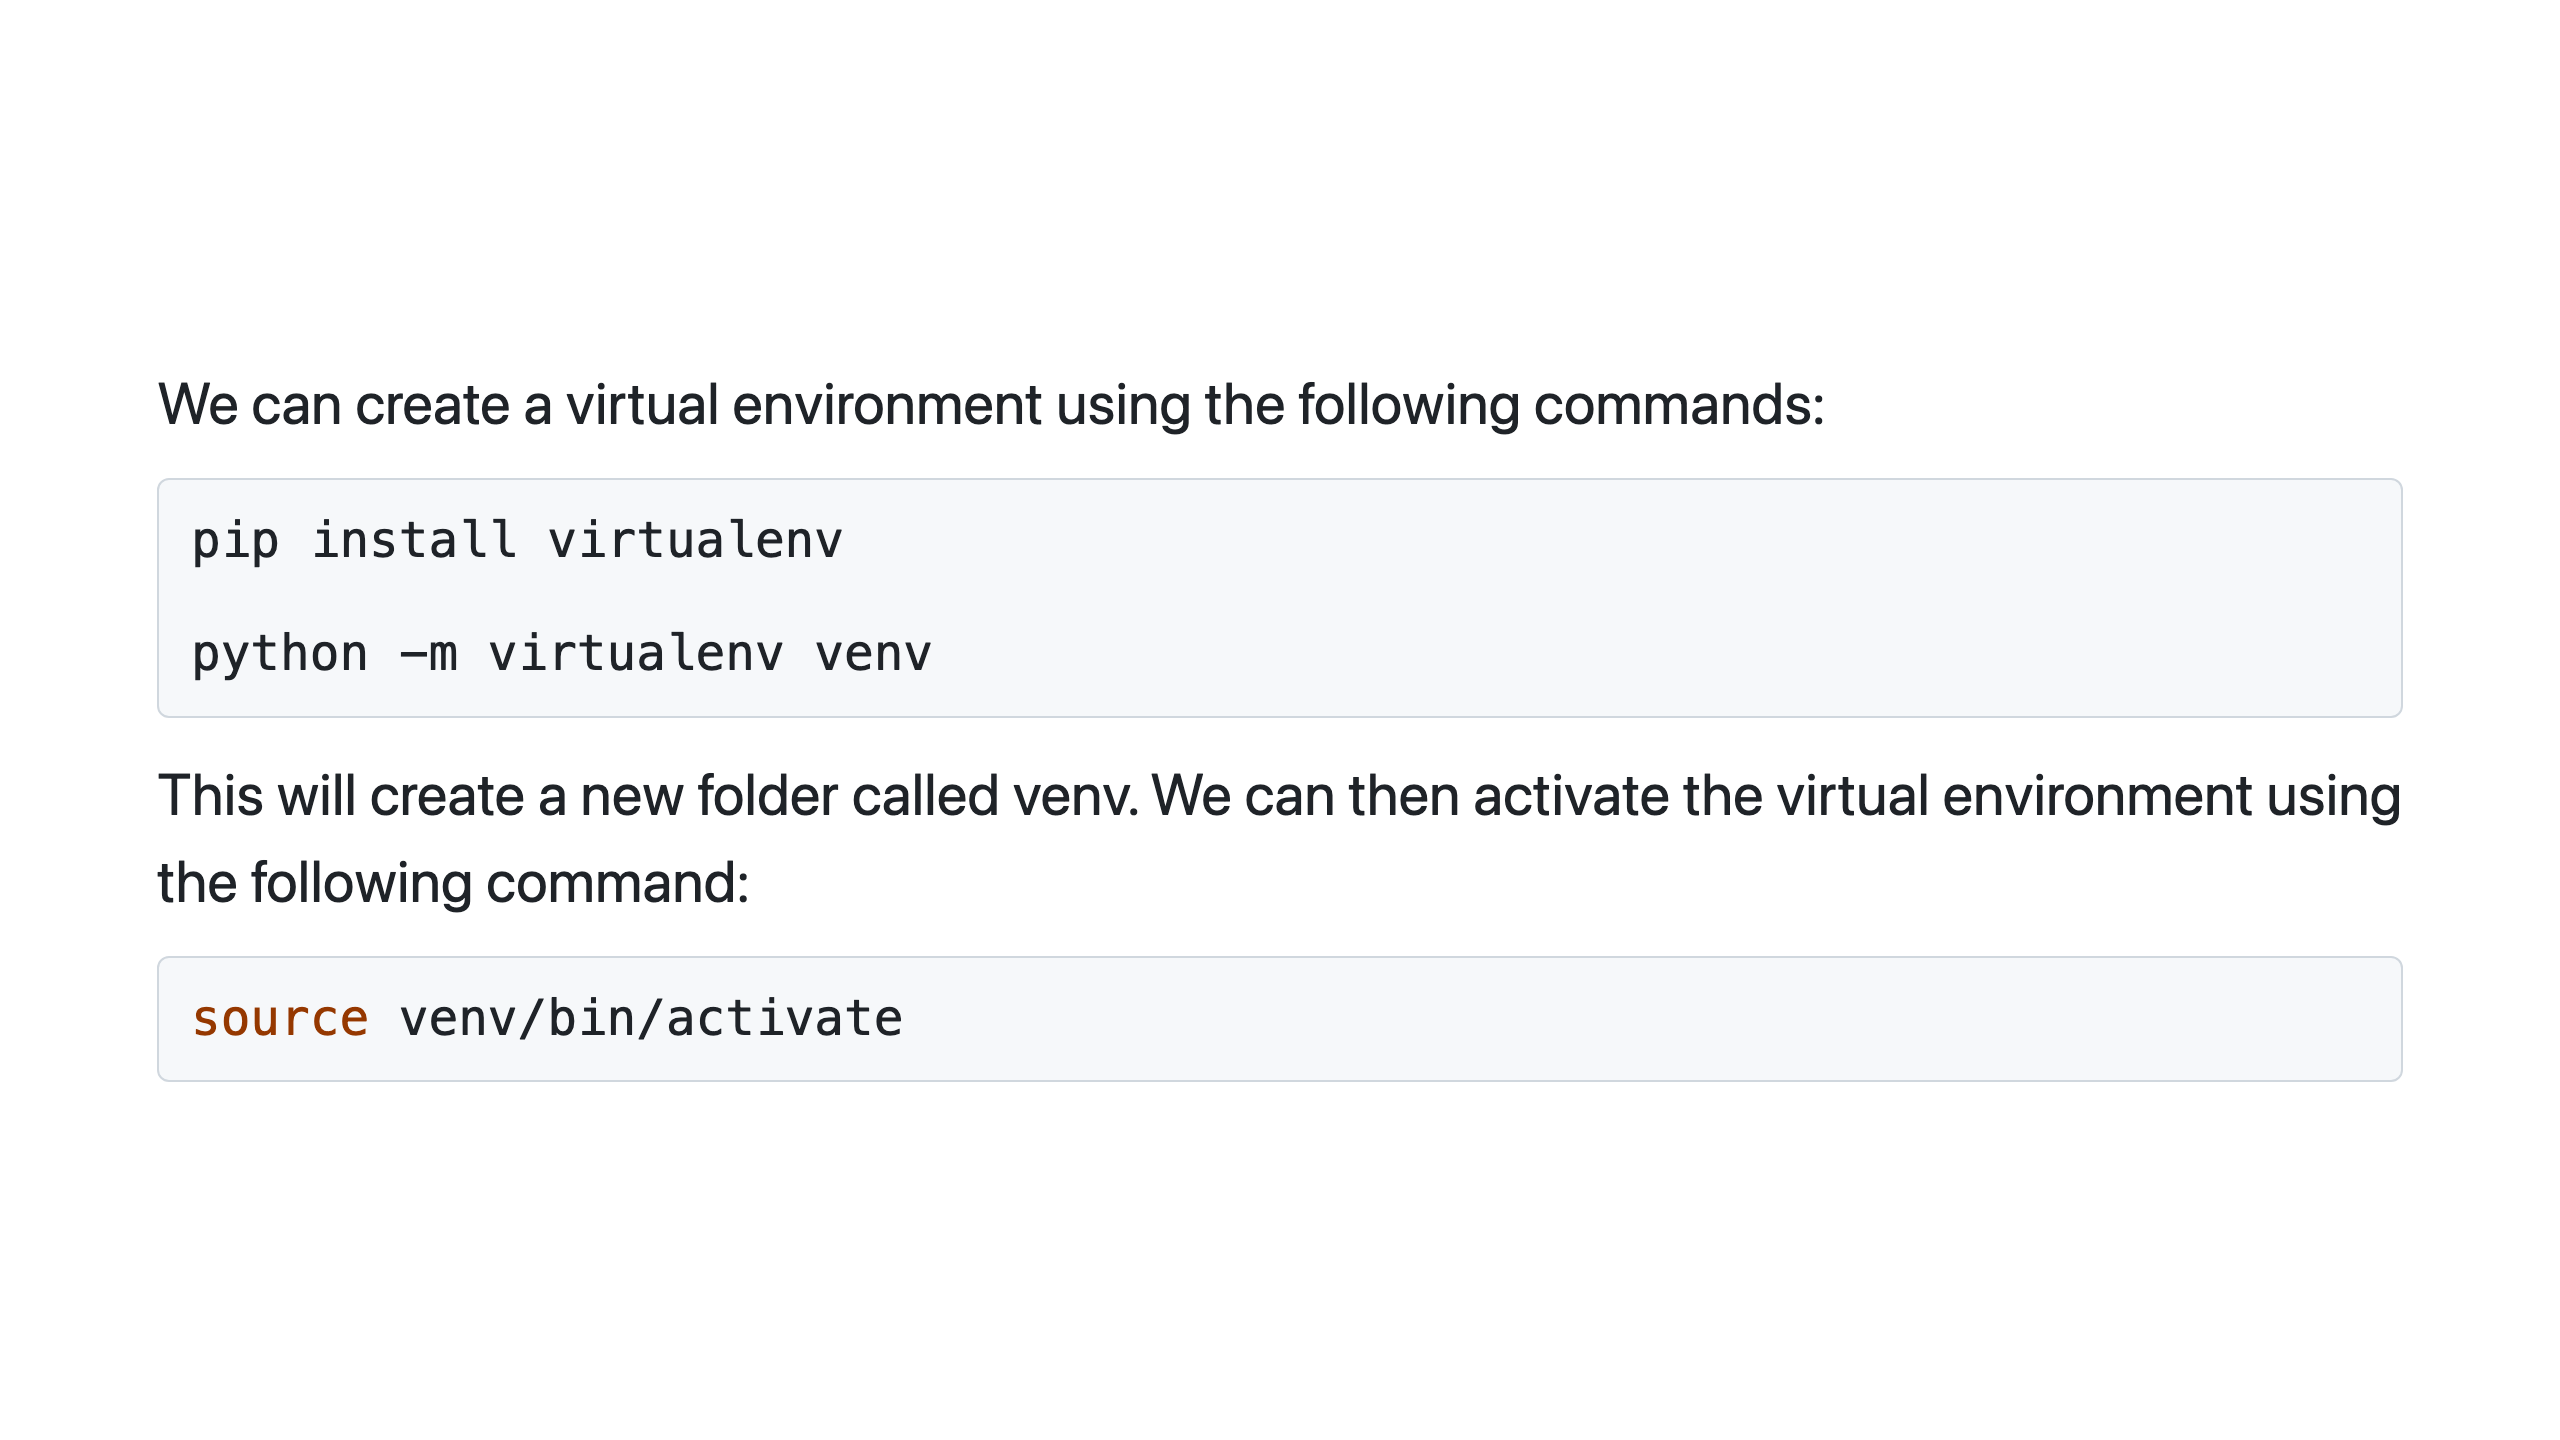 We can create a virtual environment using the following commands:
pip install virtualenv
python -m virtualenv venv
This will create a new folder called venv. We can then activate the virtual environment using
the following command:
source venv/bin/activate